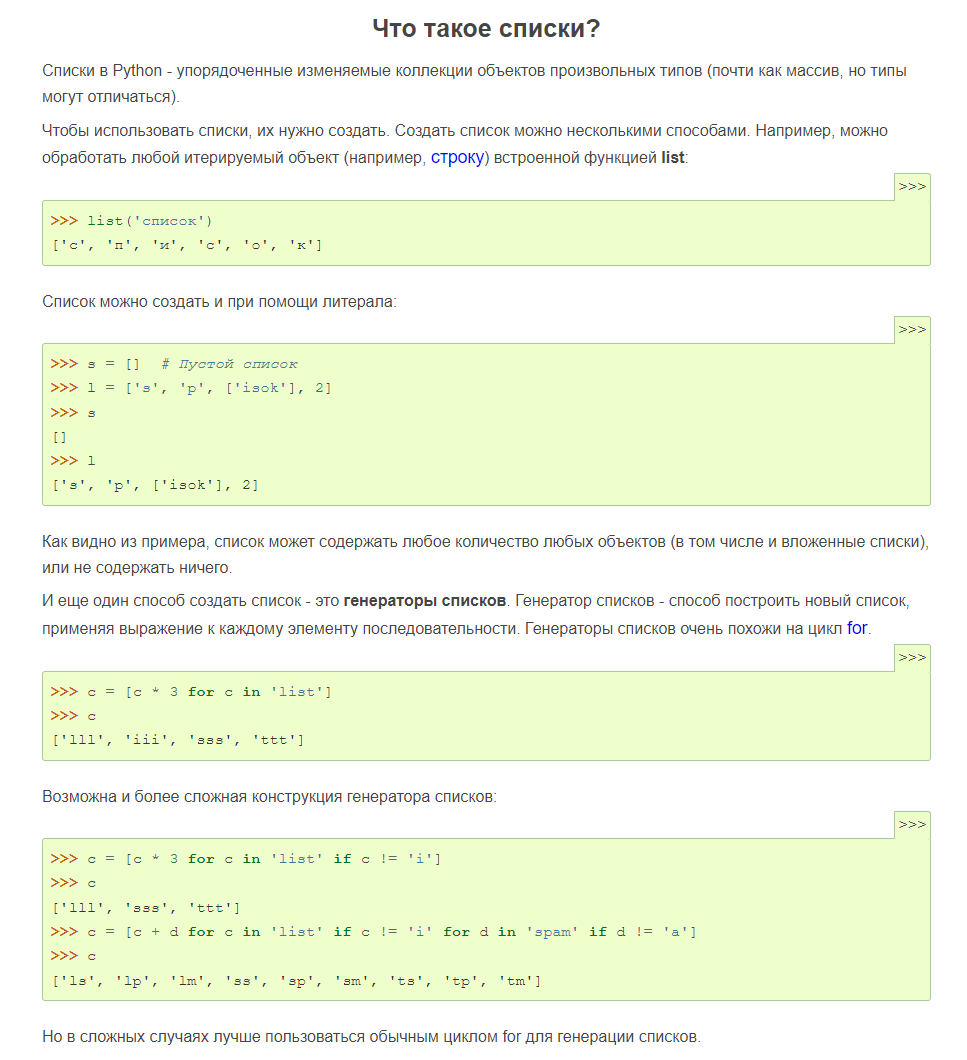 Что такое списки?
Списки в Python - упорядоченные изменяемые коллекции объектов произвольных типов (почти как массив, но типы
могут отличаться).
Чтобы использовать списки, их нужно создать. Создать список можно несколькими способами. Например, можно
обработать любой итерируемый объект (например, строку) встроенной функцией list:
>>>
>>> list('список')
['с', 'п', 'и', 'с', 'о', 'к']
Список можно создать и при помощи литерала:
>>>
>>> s = []  # Пустой список
>>> l = ['s', 'p', ['isok'], 2]
>>> s
[]
>>> l
['s', 'p', ['isok'], 2]
Как видно из примера, список может содержать любое количество любых объектов (в том числе и вложенные списки),
или не содержать ничего.
И еще один способ создать список - это генераторы списков. Генератор списков - способ построить новый список,
применяя выражение к каждому элементу последовательности. Генераторы списков очень похожи на цикл for.
>>>
>>> c = [c * 3 for c in 'list']
>>> c
['lll', 'iii', 'sss', 'ttt']
Возможна и более сложная конструкция генератора списков:
>>>
>>> c = [c * 3 for c in 'list' if c != 'i']
>>> c
['lll', 'sss', 'ttt']
>>> c = [c + d for c in 'list' if c != 'i' for d in 'spam' if d != 'a']
>>> c
['ls', 'lp', 'lm', 'ss', 'sp', 'sm', 'ts', 'tp', 'tm']
Но в сложных случаях лучше пользоваться обычным циклом for для генерации списков.